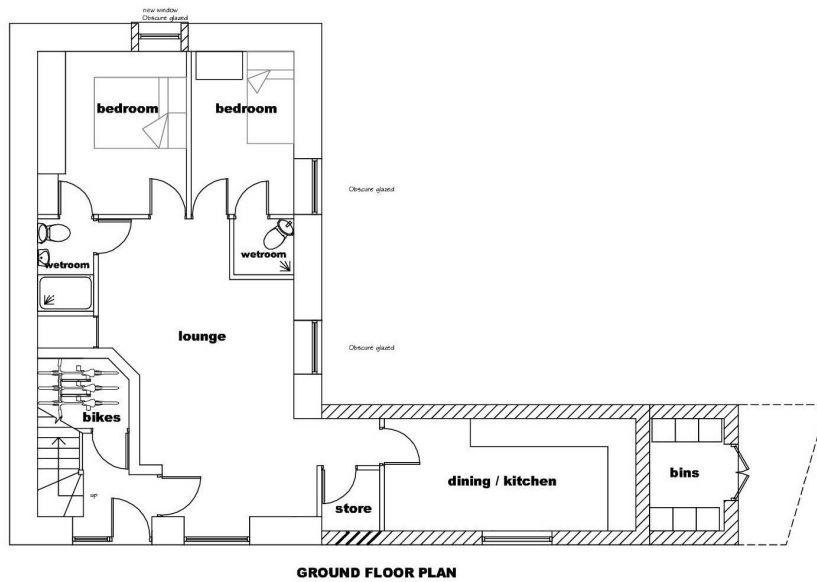 new window
Obscure glazed
bedroom
bedroom
Obscure glazed
wetroom
wetroom
lounge
Obscure glazed
bikes
dining / kitchen
bins
up
store
GROUND FLOOR PLAN